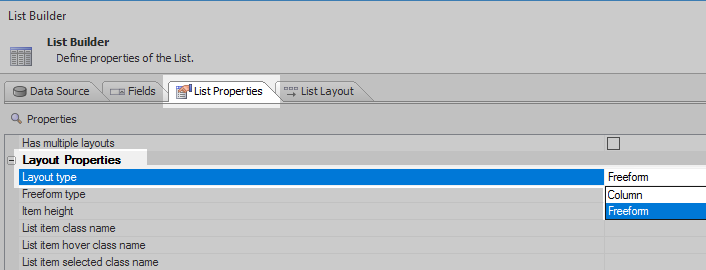 List Builder
List Builder
Define properties of the List.
Data Source Fields List Properties List Layout
Properties
Has multiple layouts
Layout Properties
Layout type Freeform
Freeform type Column
Item height Freeform
List item class name
List item hover class name
List item selected class name